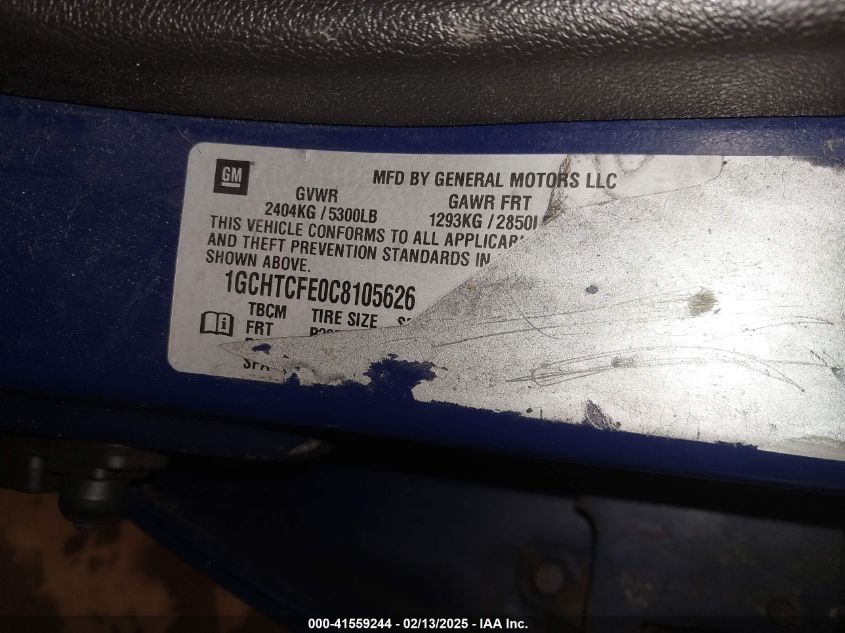 GM
MFD BY GENERAL MOTORS LLC
GVWR GAWR FRT
2404KG / 5300LB 1293KG / 2850
THIS VEHICLE CONFORMS TO ALL APPLICA
AND THEFT PREVENTION STANDARDS IN
SHOWN ABOVE.
1GCHTCFE0C8105626
TBCM TIRE SIZE
FRT
000-41559244 - 02/13/2025 - IAA Inc.